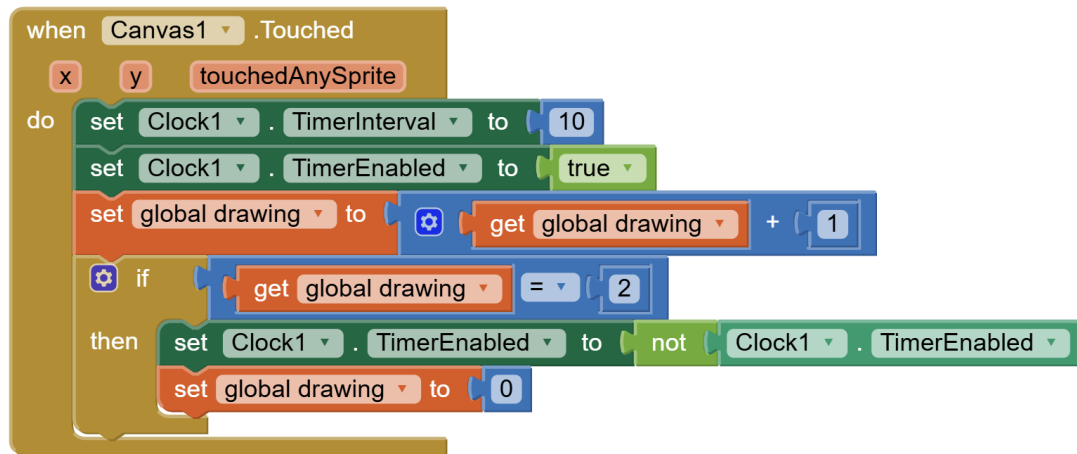 when Canvas1 .Touched
x y touchedAnySprite
do set Clock1 . TimerInterval to 10
set Clock1 . TimerEnabled to true
set global drawing to get global drawing + 1
if get global drawing = 2
then set Clock1 . TimerEnabled to not Clock1 . TimerEnabled
set global drawing to 0